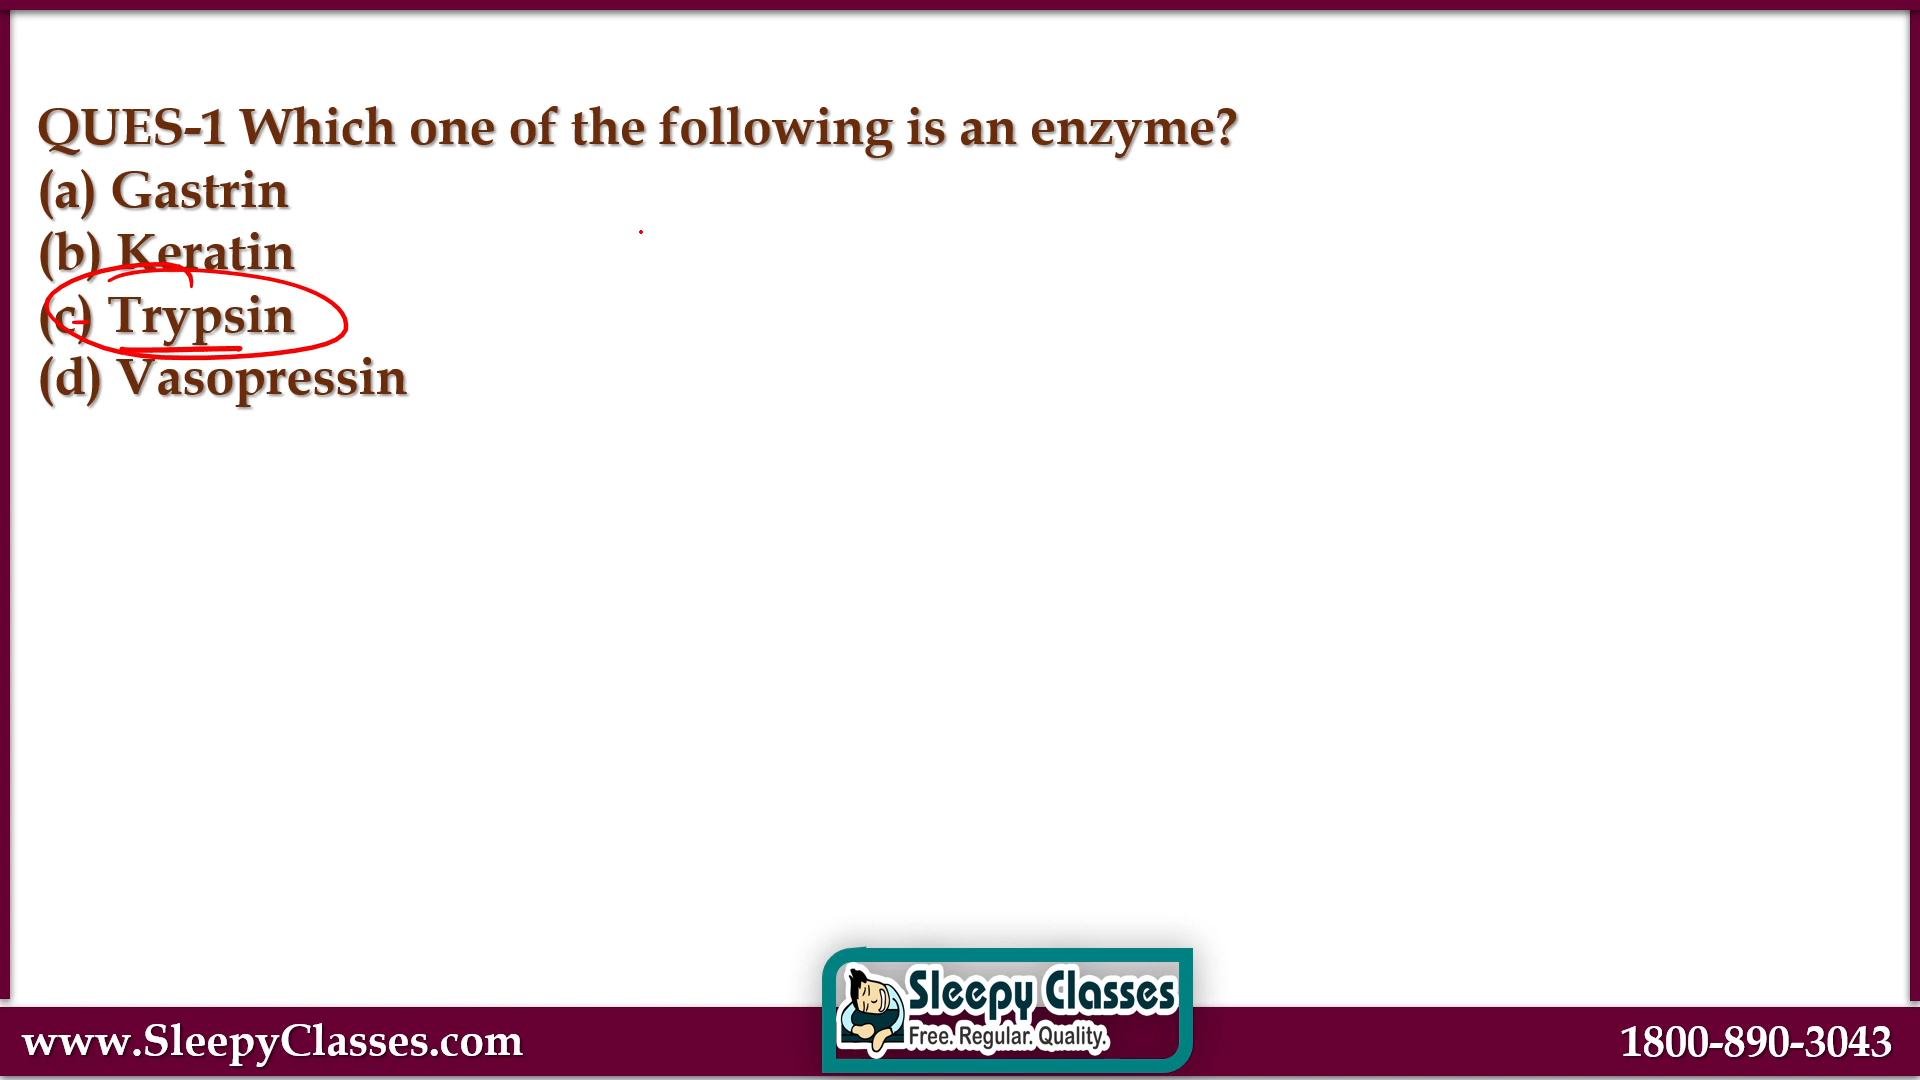 QUES-1 Which one of the following is an enzyme?
(a) Gastrin
(b) Keratin
(c) Trypsin
(d) Vasopressin
Sleepy Classes
Free. Regular. Quality.
www.SleepyClasses.com
1800-890-3043